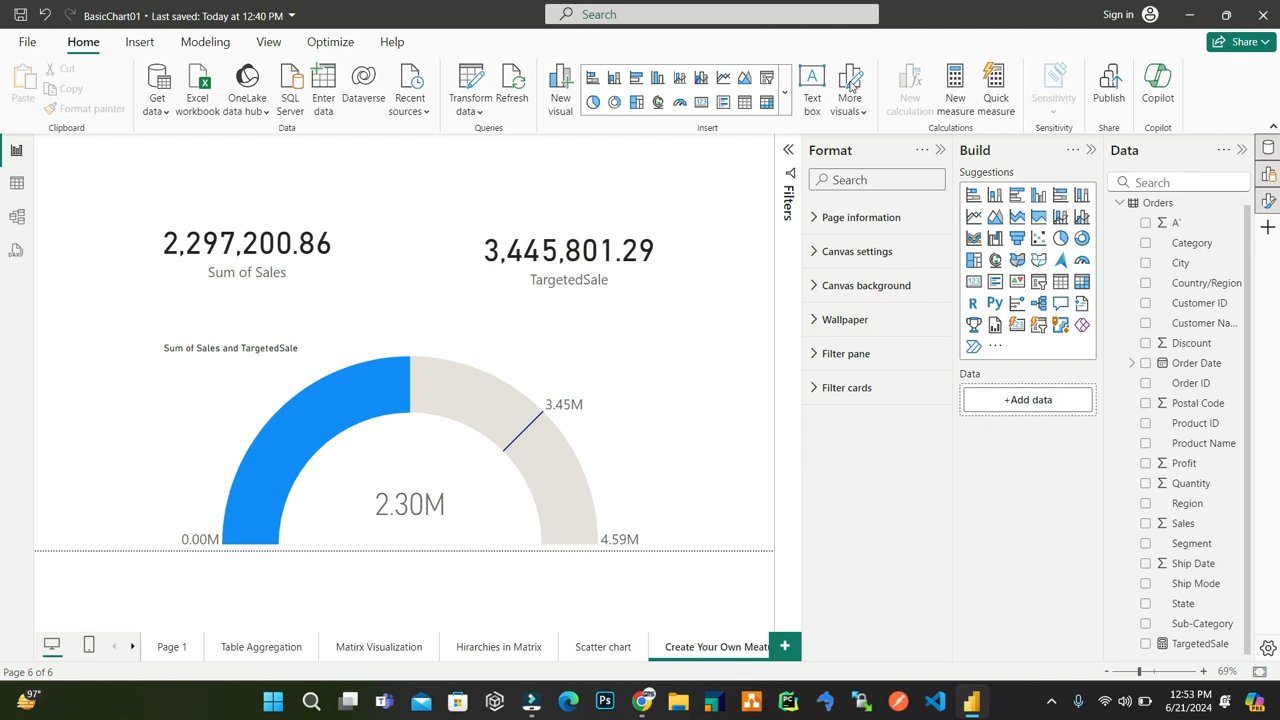 BasicChart01 • Last saved: Today at 12:40 PM
Search
Sign in
File
Home
Insert
Modeling
View
Optimize
Help
Share
Paste
Cut
Copy
Format painter
Clipboard
Get data
Excel workbook
OneLake data hub
SQL Server
Enter data
Dataverse
Recent sources
Data
Transform data
Refresh
Queries
New visual
Text box
More visuals
Insert
New calculation
New measure
Quick measure
Calculations
Sensitivity
Sensitivity
Publish
Share
Copilot
Copilot
2,297,200.86
Sum of Sales
3,445,801.29
TargetedSale
Sum of Sales and TargetedSale
3.45M
2.30M
0.00M
4.59M
Filters
Format
Search
Page information
Canvas settings
Canvas background
Wallpaper
Filter pane
Filter cards
Build
Suggestions
R
Py
Data
+Add data
Data
Search
Orders
A`
Category
City
Country/Region
Customer ID
Customer Na...
Discount
Order Date
Order ID
Postal Code
Product ID
Product Name
Profit
Quantity
Region
Sales
Segment
Ship Date
Ship Mode
State
Sub-Category
TargetedSale
Page 1
Table Aggregation
Matirx Visualization
Hirarchies in Matrix
Scatter chart
Create Your Own Meat
Page 6 of 6
69%
97°
12:53 PM
6/21/2024